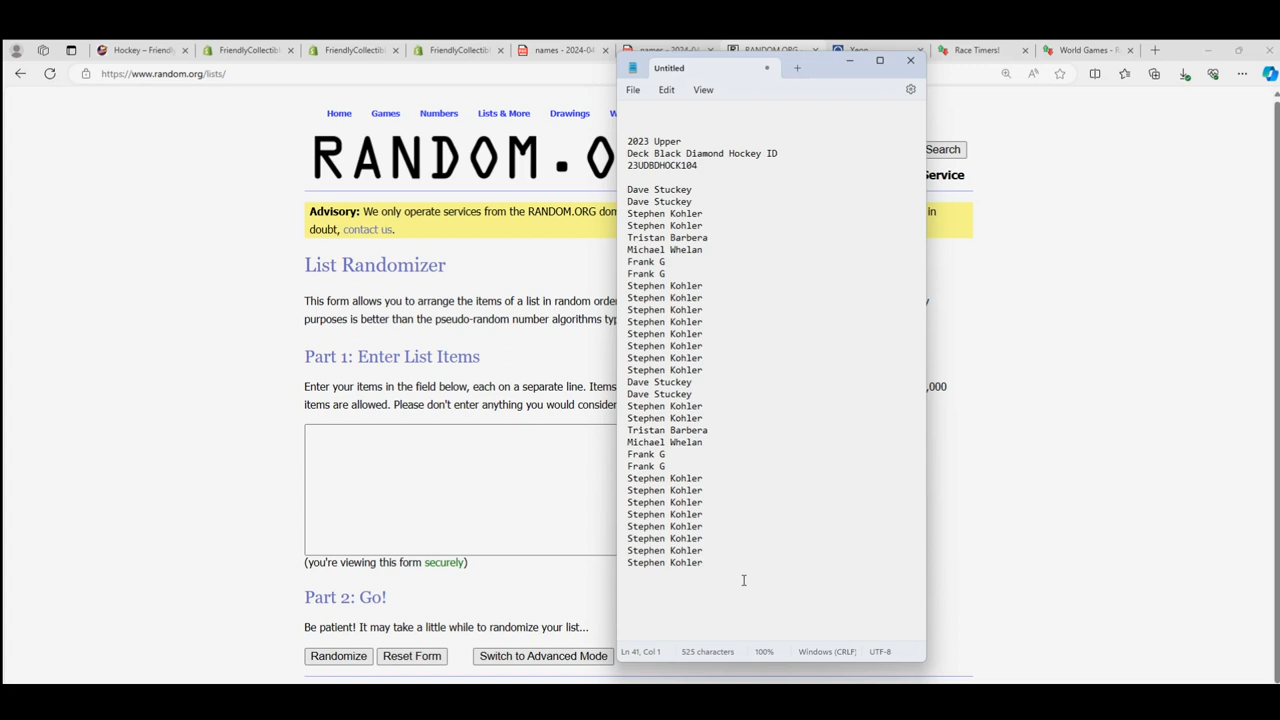 Hockey – Friendly
FriendlyCollectibl
FriendlyCollectibl
FriendlyCollectibl
names - 2024-04
names - 2024-04
RANDOM.ORG
Xeno
Race Timers!
World Games - R
https://www.random.org/lists/
Home Games Numbers Lists & More Drawings W
RANDOM.O
Search
Service
Advisory: We only operate services from the RANDOM.ORG dom
in
doubt, contact us.
List Randomizer
This form allows you to arrange the items of a list in random order
purposes is better than the pseudo-random number algorithms typ
y
Part 1: Enter List Items
Enter your items in the field below, each on a separate line. Items
,000
items are allowed. Please don't enter anything you would consider
(you're viewing this form securely)
Part 2: Go!
Be patient! It may take a little while to randomize your list...
Randomize Reset Form Switch to Advanced Mode
Untitled
File Edit View
2023 Upper
Deck Black Diamond Hockey ID
23UDBDHOCK104
Dave Stuckey
Dave Stuckey
Stephen Kohler
Stephen Kohler
Tristan Barbera
Michael Whelan
Frank G
Frank G
Stephen Kohler
Stephen Kohler
Stephen Kohler
Stephen Kohler
Stephen Kohler
Stephen Kohler
Stephen Kohler
Stephen Kohler
Dave Stuckey
Dave Stuckey
Stephen Kohler
Stephen Kohler
Tristan Barbera
Michael Whelan
Frank G
Frank G
Stephen Kohler
Stephen Kohler
Stephen Kohler
Stephen Kohler
Stephen Kohler
Stephen Kohler
Stephen Kohler
Stephen Kohler
Ln 41, Col 1 525 characters 100% Windows (CRLF) UTF-8